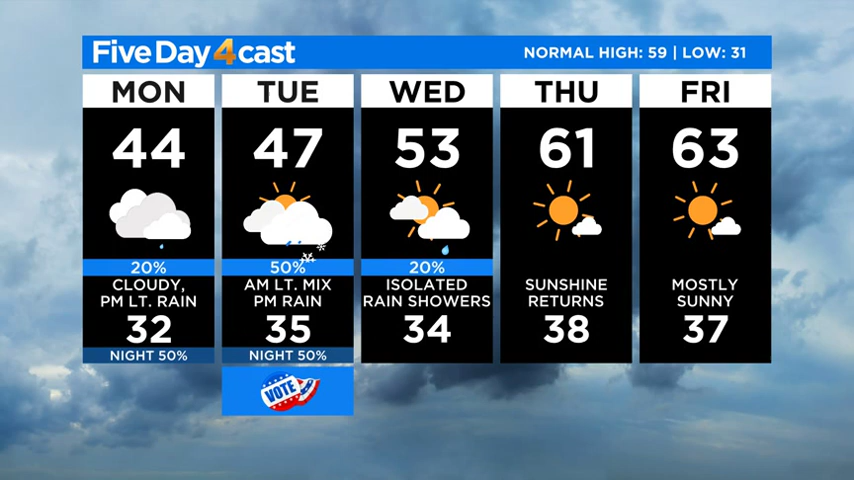 Five Day 4cast
NORMAL HIGH: 59 | LOW: 31
MON
44
20%
CLOUDY,
PM LT. RAIN
32
NIGHT 50%
TUE
47
50%
AM LT. MIX
PM RAIN
35
NIGHT 50%
VOTE
WED
53
20%
ISOLATED
RAIN SHOWERS
34
THU
61
SUNSHINE
RETURNS
38
FRI
63
MOSTLY
SUNNY
37